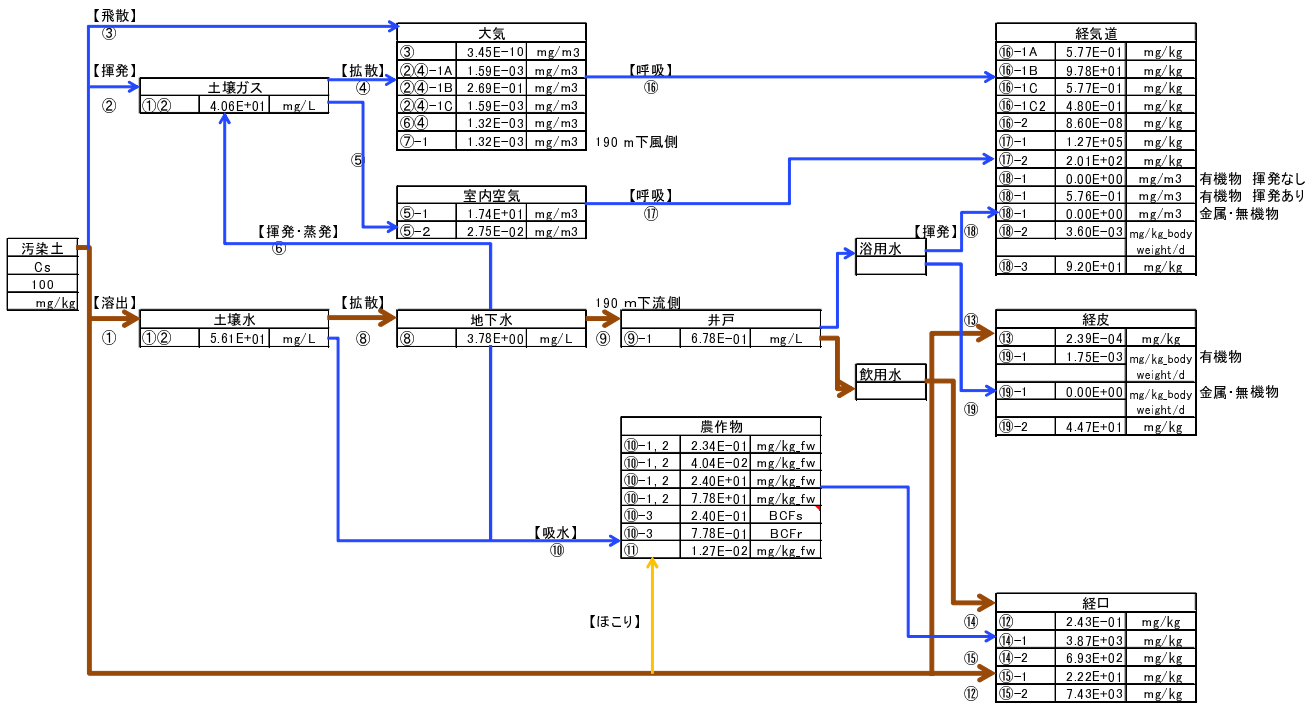 【飛散】
③
【揮発】
②
土壌ガス
①② 4.06E+01 mg/L
【拡散】
④
⑤
大気
③ 3.45E-10 mg/m3
②④-1A 1.59E-03 mg/m3
②④-1B 2.69E-01 mg/m3
②④-1C 1.59E-03 mg/m3
⑥④ 1.32E-03 mg/m3
⑦-1 1.32E-03 mg/m3 190 m下風側
【呼吸】
⑯
室内空気
⑤-1 1.74E+01 mg/m3
⑤-2 2.75E-02 mg/m3
【呼吸】
⑰
経気道
⑯-1A 5.77E-01 mg/kg
⑯-1B 9.78E+01 mg/kg
⑯-1C 5.77E-01 mg/kg
⑯-1C2 4.80E-01 mg/kg
⑯-2 8.60E-08 mg/kg
⑰-1 1.27E+05 mg/kg
⑰-2 2.01E+02 mg/kg
⑱-1 0.00E+00 mg/m3 有機物 揮発なし
⑱-1 5.76E-01 mg/m3 有機物 揮発あり
⑱-1 0.00E+00 mg/m3 金属・無機物
⑱-2 3.60E-03 mg/kg_body
weight/d
⑱-3 9.20E+01 mg/kg
【揮発・蒸発】
⑥
【揮発】
⑱
浴用水
汚染土
Cs
100
mg/kg
【溶出】
①
土壌水
①② 5.61E+01 mg/L
【拡散】
⑧
地下水
⑧ 3.78E+00 mg/L
⑨
190 m下流側
井戸
⑨-1 6.78E-01 mg/L
飲用水
⑬
経皮
⑬ 2.39E-04 mg/kg
⑲-1 1.75E-03 mg/kg_body 有機物
weight/d
⑲-1 0.00E+00 mg/kg_body 金属・無機物
weight/d
⑲-2 4.47E+01 mg/kg
⑲
農作物
⑩-1, 2 2.34E-01 mg/kg_fw
⑩-1, 2 4.04E-02 mg/kg_fw
⑩-1, 2 2.40E+01 mg/kg_fw
⑩-1, 2 7.78E+01 mg/kg_fw
⑩-3 2.40E-01 BCFs
⑩-3 7.78E-01 BCFr
⑪ 1.27E-02 mg/kg_fw
【吸水】
⑩
【ほこり】
経口
⑭
⑫ 2.43E-01 mg/kg
⑭-1 3.87E+03 mg/kg
⑮
⑭-2 6.93E+02 mg/kg
⑮-1 2.22E+01 mg/kg
⑫
⑮-2 7.43E+03 mg/kg